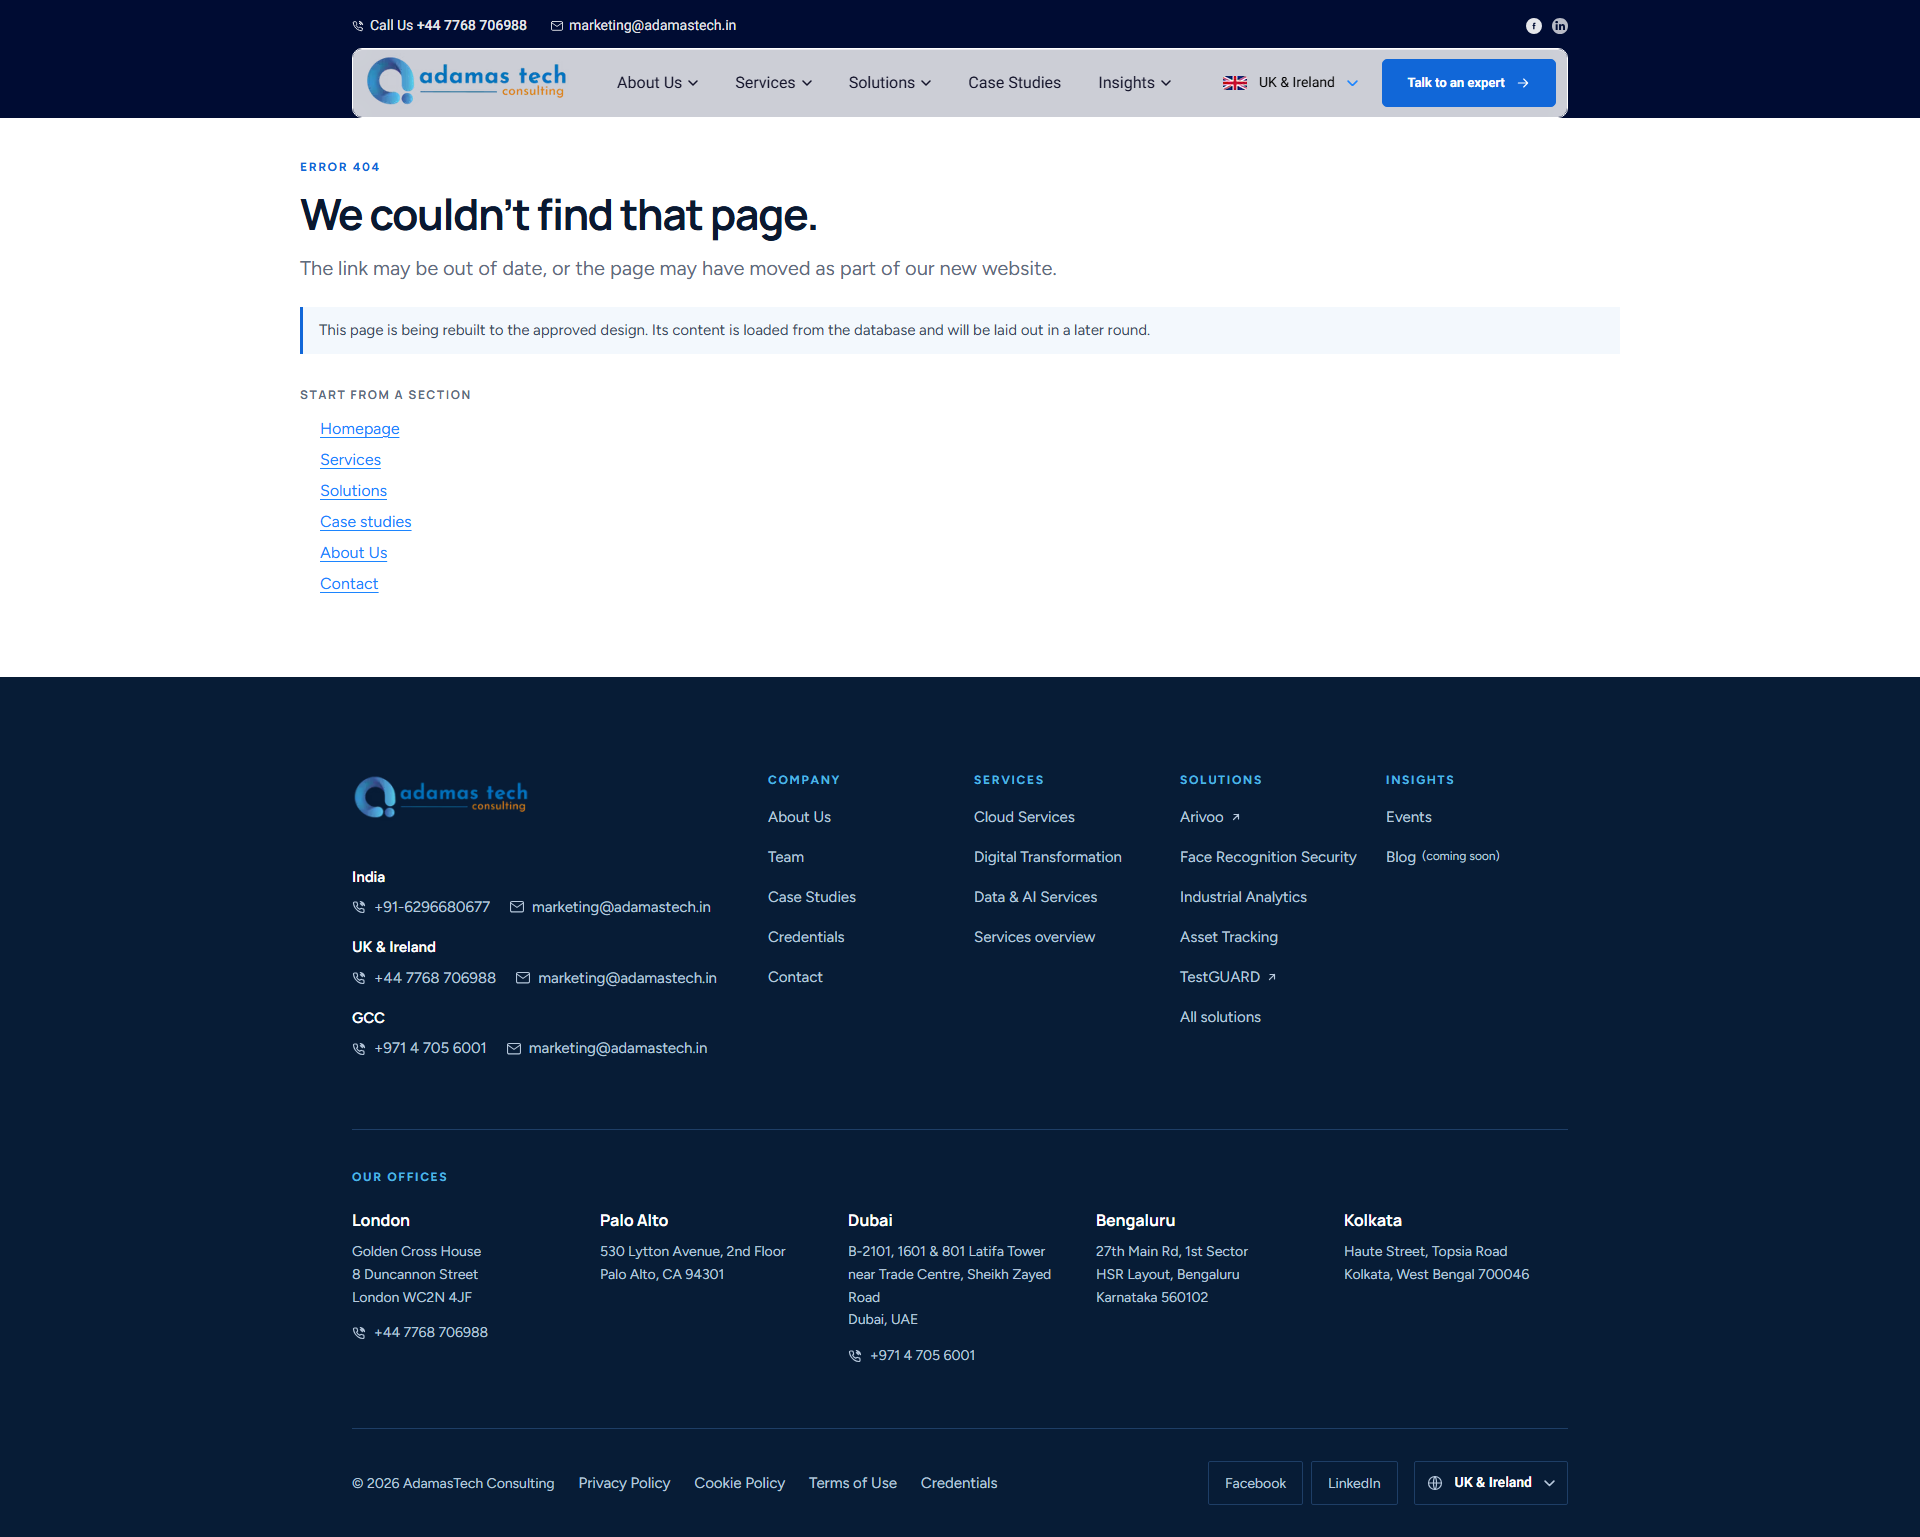 Call Us +44 7768 706988
marketing@adamastech.in
adamas tech
consulting
About Us
Services
Solutions
Case Studies
Insights
UK & Ireland
Talk to an expert
ERROR 404
We couldn’t find that page.
The link may be out of date, or the page may have moved as part of our new website.
This page is being rebuilt to the approved design. Its content is loaded from the database and will be laid out in a later round.
START FROM A SECTION
Homepage
Services
Solutions
Case studies
About Us
Contact
adamas tech
consulting
India
+91-6296680677
marketing@adamastech.in
UK & Ireland
+44 7768 706988
marketing@adamastech.in
GCC
+971 4 705 6001
marketing@adamastech.in
COMPANY
About Us
Team
Case Studies
Credentials
Contact
SERVICES
Cloud Services
Digital Transformation
Data & AI Services
Services overview
SOLUTIONS
Arivoo
Face Recognition Security
Industrial Analytics
Asset Tracking
TestGUARD
All solutions
INSIGHTS
Events
Blog (coming soon)
OUR OFFICES
London
Golden Cross House
8 Duncannon Street
London WC2N 4JF
+44 7768 706988
Palo Alto
530 Lytton Avenue, 2nd Floor
Palo Alto, CA 94301
Dubai
B-2101, 1601 & 801 Latifa Tower
near Trade Centre, Sheikh Zayed
Road
Dubai, UAE
+971 4 705 6001
Bengaluru
27th Main Rd, 1st Sector
HSR Layout, Bengaluru
Karnataka 560102
Kolkata
Haute Street, Topsia Road
Kolkata, West Bengal 700046
© 2026 AdamasTech Consulting
Privacy Policy
Cookie Policy
Terms of Use
Credentials
Facebook
LinkedIn
UK & Ireland